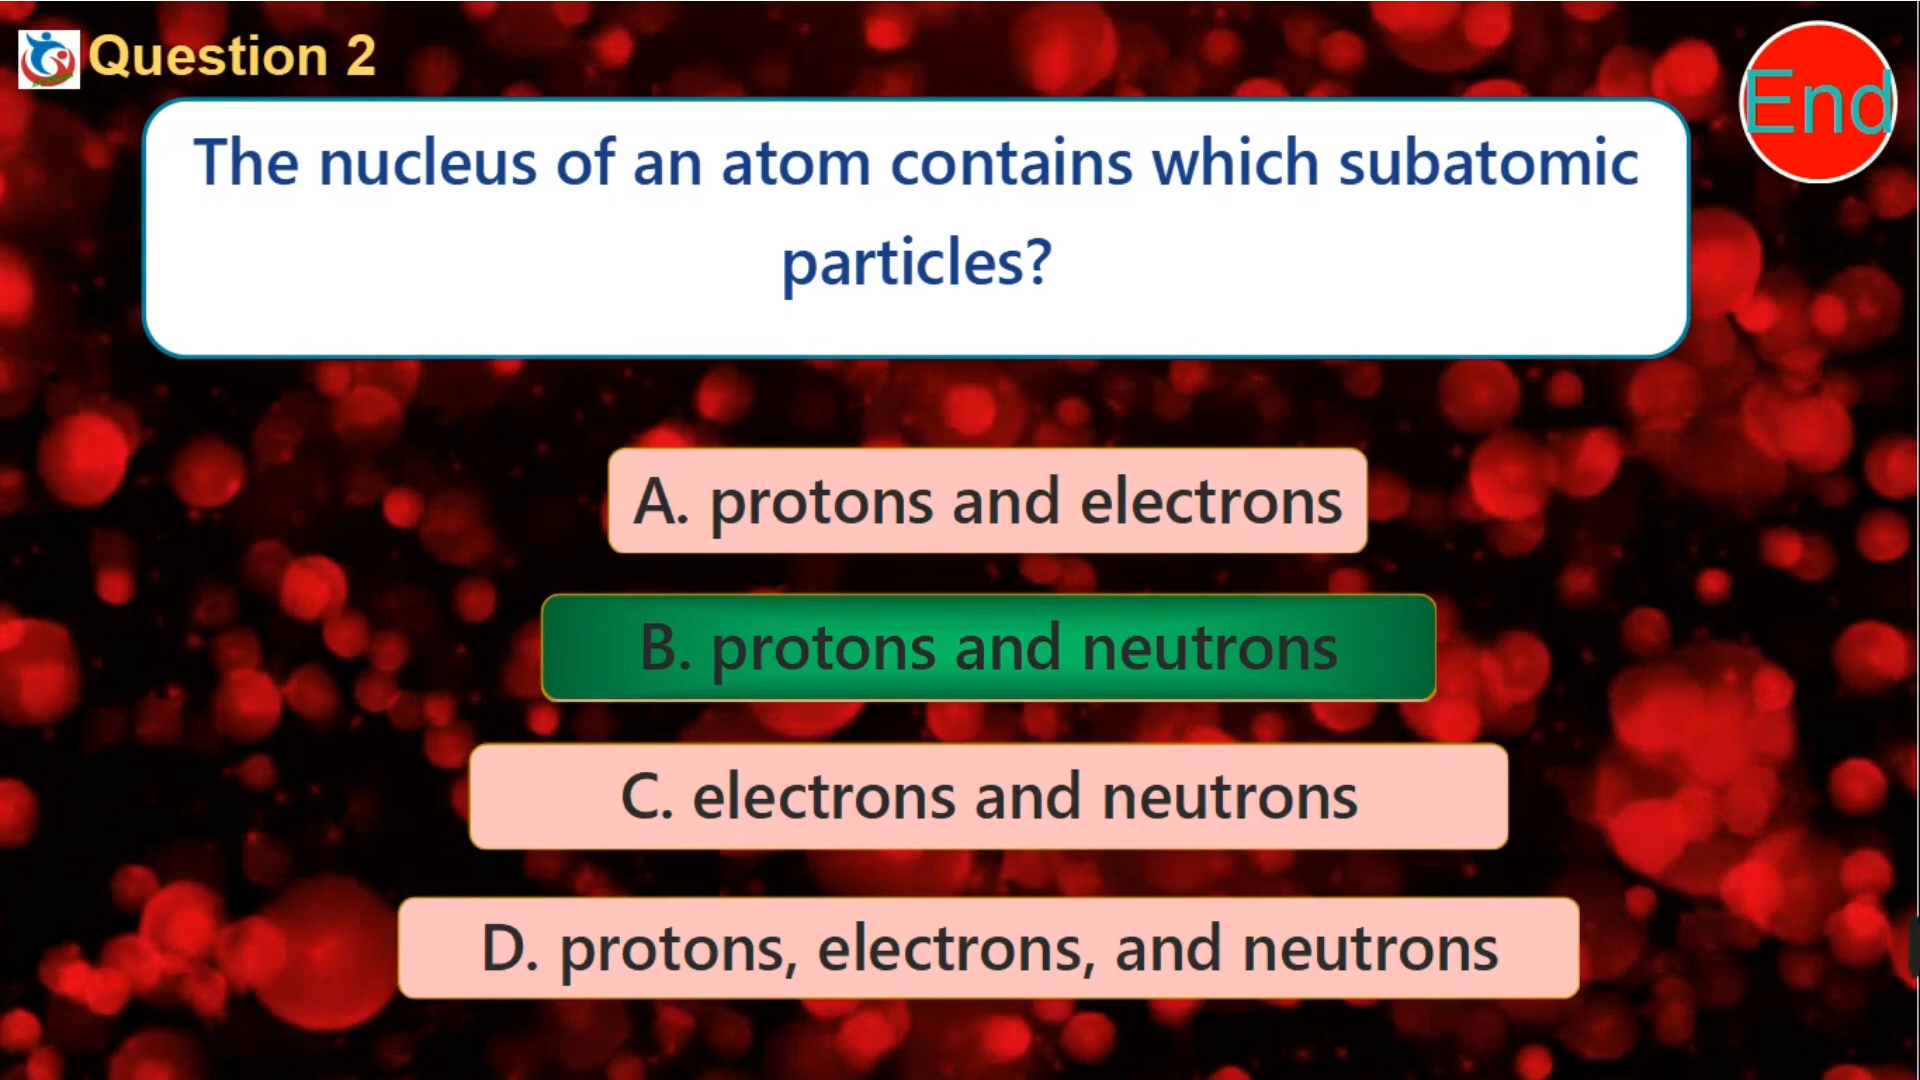 Question 2
End
The nucleus of an atom contains which subatomic
particles?
A. protons and electrons
B. protons and neutrons
C. electrons and neutrons
D. protons, electrons, and neutrons